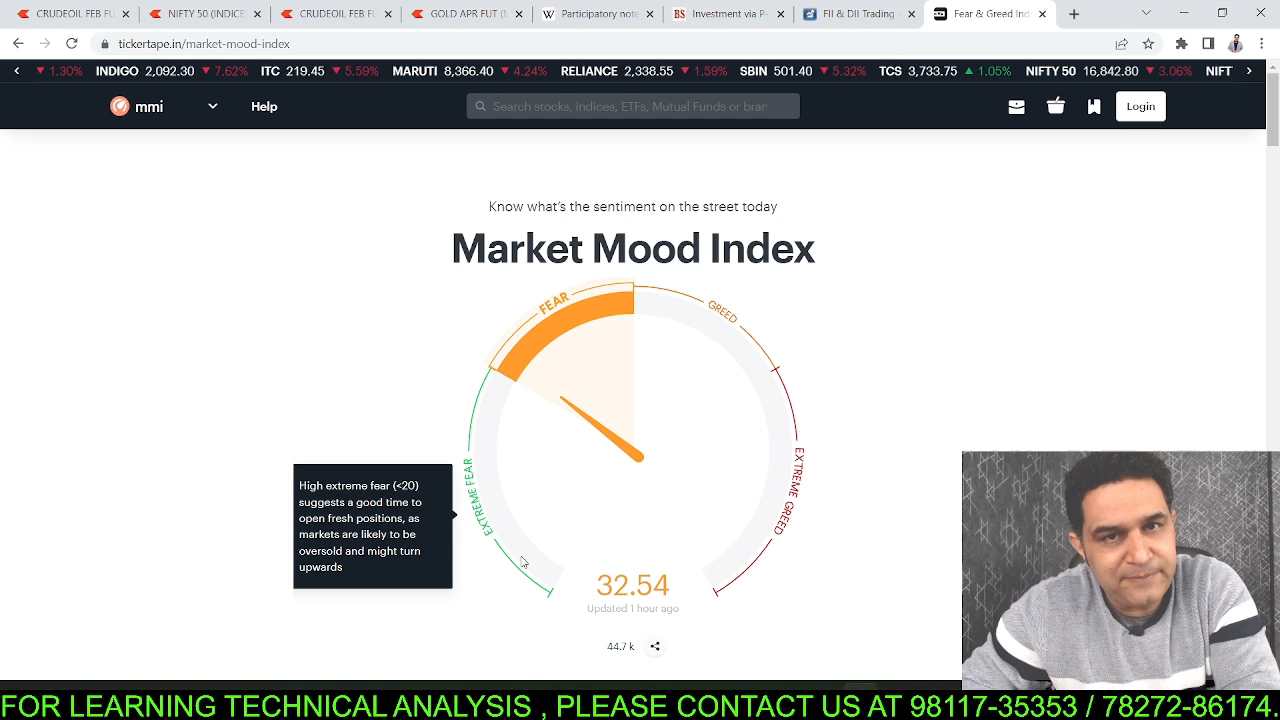 CRUDEOIL FEB FU
NIFTY 50 (INDICE
CRUDEOIL FEB FU
GOLD APR FUT (M
Participatory note
Investment via P-
FII & DII Trading A
Fear & Greed Inde
tickertape.in/market-mood-index
1.30% INDIGO 2,092.30 7.62% ITC 219.45 5.59% MARUTI 8,366.40 4.24% RELIANCE 2,338.55 1.59% SBIN 501.40 5.32% TCS 3,733.75 1.05% NIFTY 50 16,842.80 3.06% NIFT
mmi Help Search stocks, indices, ETFs, Mutual Funds or bran Login
Know what's the sentiment on the street today
Market Mood Index
FEAR
GREED
EXTREME FEAR
EXTREME GREED
High extreme fear (<20)
suggests a good time to
open fresh positions, as
markets are likely to be
oversold and might turn
upwards
32.54
Updated 1 hour ago
44.7 k
FOR LEARNING TECHNICAL ANALYSIS , PLEASE CONTACT US AT 98117-35353 / 78272-86174.